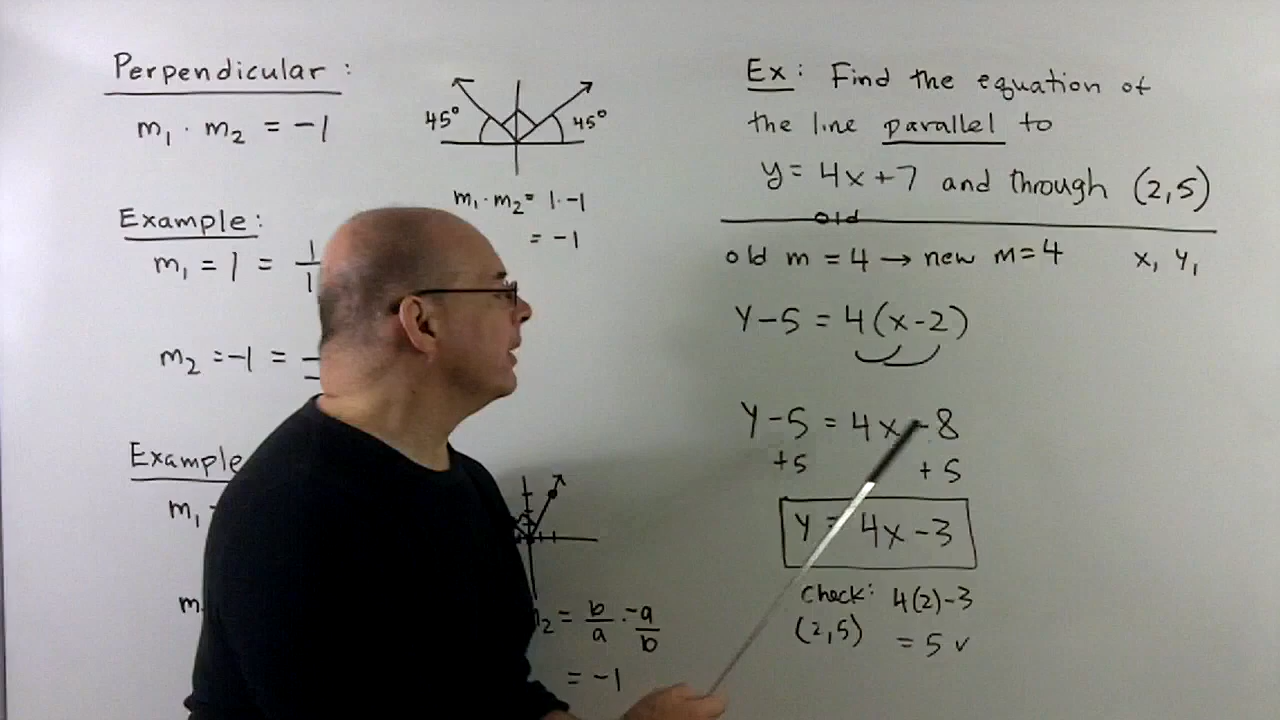 Perpendicular :
m₁ · m₂ = -1
45° 45°
m₁ · m₂ = 1 · -1
= -1
Example :
m₁ = 1 = 1/1
m₂ = -1 =
Example
m₁
m
₂ = b/a · -a/b
= -1
Ex : Find the equation of
the line parallel to
y = 4x + 7 and through (2,5)
old
old m = 4 → new m = 4 x₁ y₁
y - 5 = 4(x - 2)
y - 5 = 4x - 8
+5 +5
y = 4x - 3
Check: 4(2)-3
(2,5) = 5 ✓